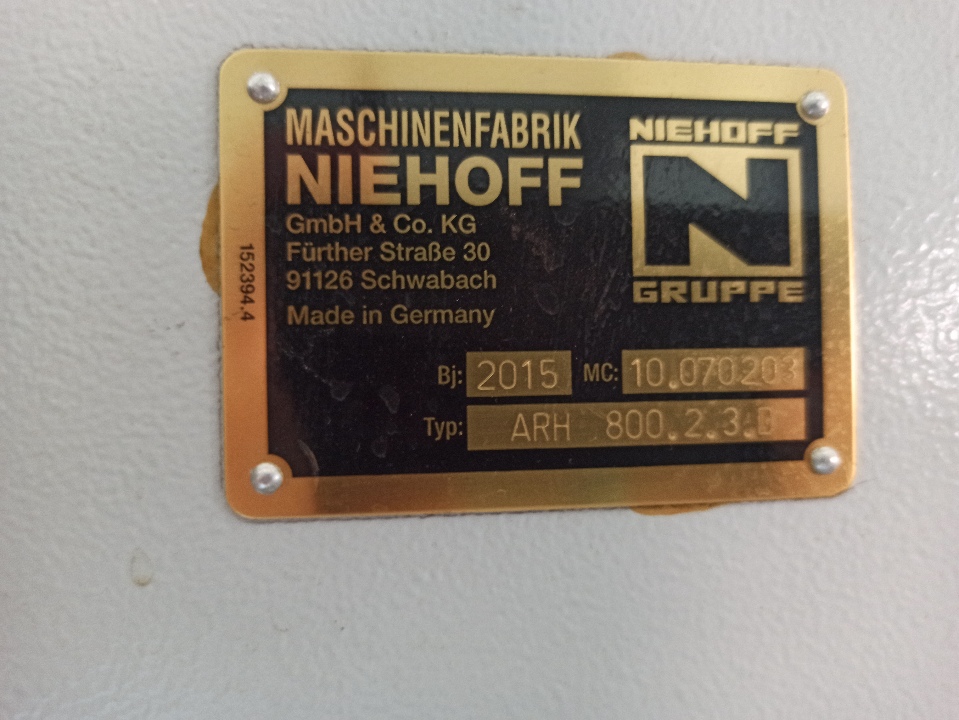 MASCHINENFABRIK
NIEHOFF
GmbH & Co. KG
Fürther Straße 30
91126 Schwabach
Made in Germany
NIEHOFF
N
GRUPPE
152394.4
Bj: 2015 MC: 10.070203
Typ: ARH 800.2.3.D